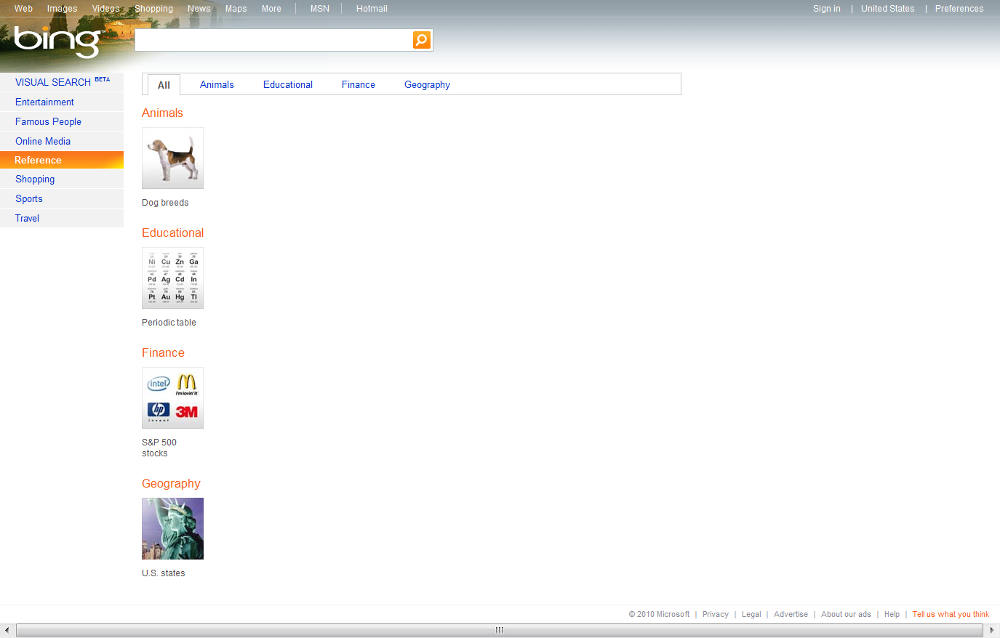 Web Images Videos Shopping News Maps More MSN Hotmail Sign in | United States | Preferences
bing™
VISUAL SEARCH BETA
Entertainment
Famous People
Online Media
Reference
Shopping
Sports
Travel
All Animals Educational Finance Geography
Animals
Dog breeds
Educational
Ni Cu Zn Ga
Pd Ag Cd In
Pt Au Hg Tl
Periodic table
Finance
intel M
i'm lovin' it
hp 3M
invent
S&P 500
stocks
Geography
U.S. states
© 2010 Microsoft | Privacy | Legal | Advertise | About our ads | Help | Tell us what you think